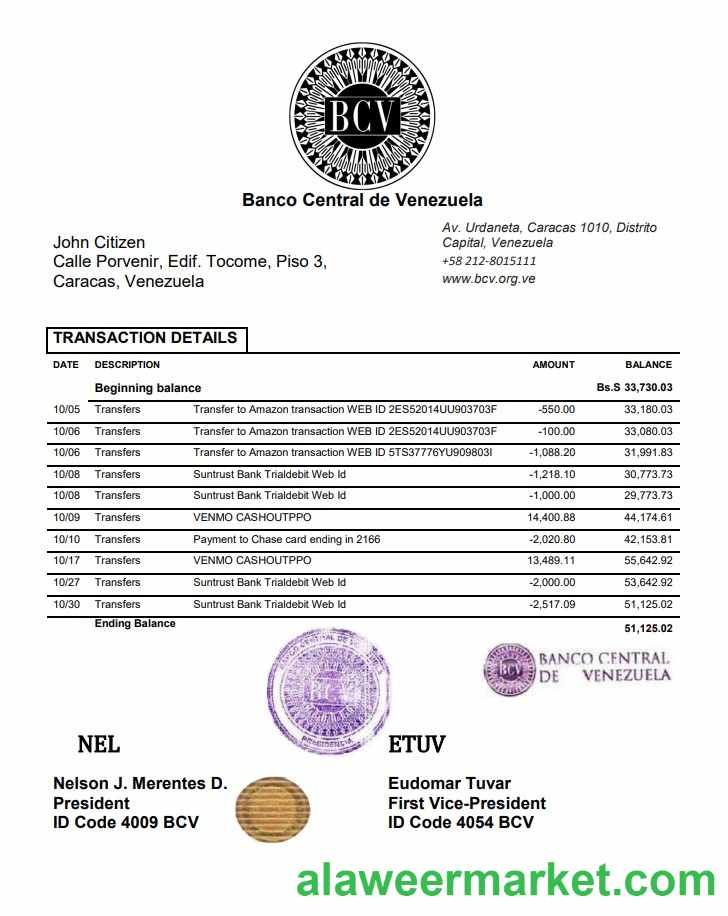 BCV
Banco Central de Venezuela
John Citizen
Calle Porvenir, Edif. Tocome, Piso 3,
Caracas, Venezuela
Av. Urdaneta, Caracas 1010, Distrito
Capital, Venezuela
+58 212-8015111
www.bcv.org.ve
TRANSACTION DETAILS
DATE DESCRIPTION AMOUNT BALANCE
Beginning balance Bs.S 33,730.03
10/05 Transfers Transfer to Amazon transaction WEB ID 2ES52014UU903703F -550.00 33,180.03
10/06 Transfers Transfer to Amazon transaction WEB ID 2ES52014UU903703F -100.00 33,080.03
10/06 Transfers Transfer to Amazon transaction WEB ID 5TS37776YU909803I -1,088.20 31,991.83
10/08 Transfers Suntrust Bank Trialdebit Web Id -1,218.10 30,773.73
10/08 Transfers Suntrust Bank Trialdebit Web Id -1,000.00 29,773.73
10/09 Transfers VENMO CASHOUTPPO 14,400.88 44,174.61
10/10 Transfers Payment to Chase card ending in 2166 -2,020.80 42,153.81
10/17 Transfers VENMO CASHOUTPPO 13,489.11 55,642.92
10/27 Transfers Suntrust Bank Trialdebit Web Id -2,000.00 53,642.92
10/30 Transfers Suntrust Bank Trialdebit Web Id -2,517.09 51,125.02
Ending Balance 51,125.02
BANCO CENTRAL DE VENEZUELA
BCV
PRESIDENCIA
BCV
BANCO CENTRAL
DE VENEZUELA
NEL
ETUV
Nelson J. Merentes D.
President
ID Code 4009 BCV
Eudomar Tuvar
First Vice-President
ID Code 4054 BCV
alaweermarket.com